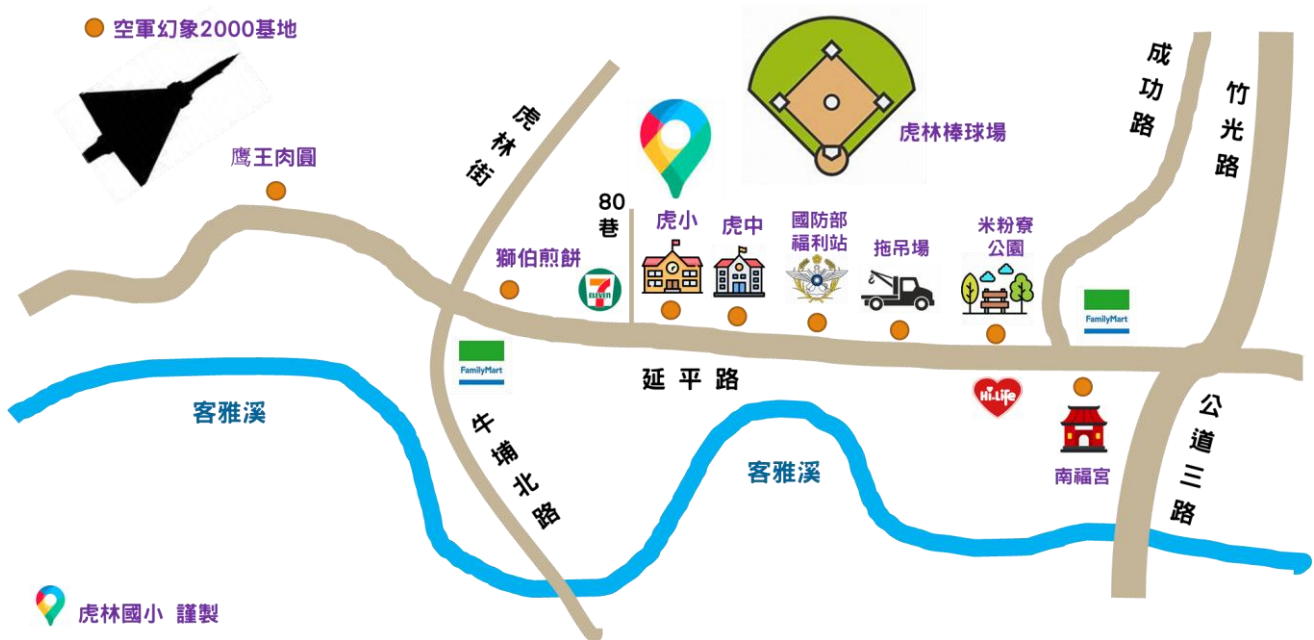 空軍幻象2000基地
鷹王肉圓
虎林街
獅伯煎餅
7
ELEVEN
80
巷
虎小
虎中
國防部
福利站
拖吊場
米粉寮
公園
虎林棒球場
成功路
竹光路
FamilyMart
FamilyMart
延平路
Hi-Life
南福宮
公道三路
客雅溪
牛埔北路
客雅溪
虎林國小 謹製